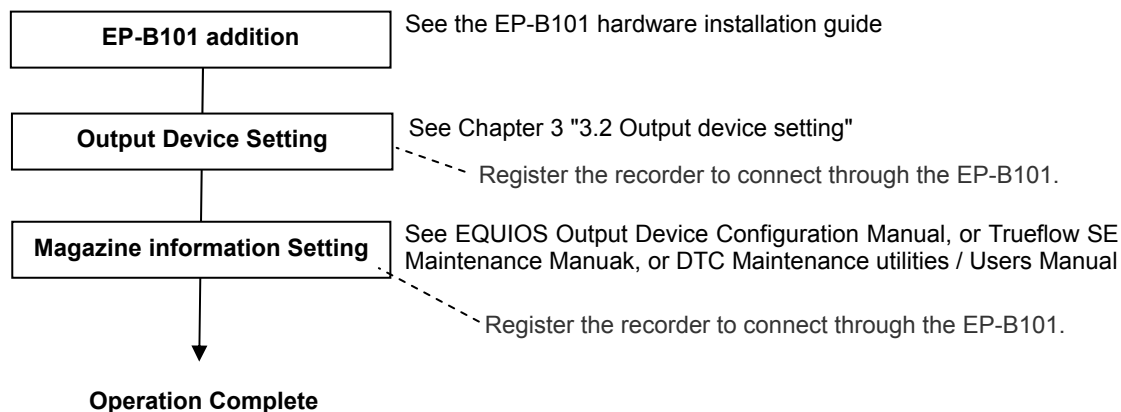 EP-B101 addition
See the EP-B101 hardware installation guide
Output Device Setting
See Chapter 3 "3.2 Output device setting"
Register the recorder to connect through the EP-B101.
Magazine information Setting
See EQUIOS Output Device Configuration Manual, or Trueflow SE
Maintenance Manuak, or DTC Maintenance utilities / Users Manual
Register the recorder to connect through the EP-B101.
Operation Complete